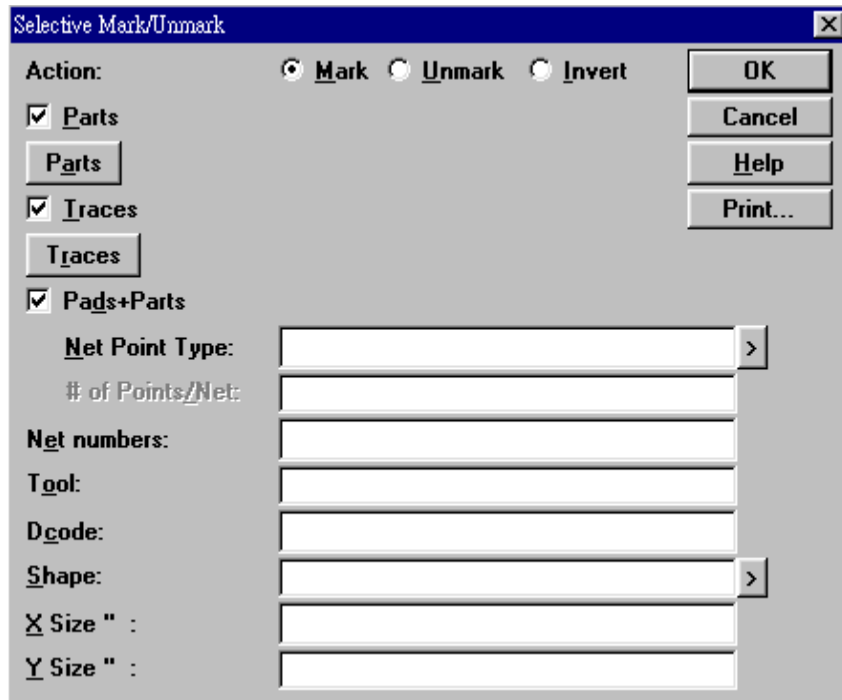 Selective Mark/Unmark
Action: Mark Unmark Invert OK
Parts Cancel
Parts Help
Traces Print...
Traces
Pads+Parts
Net Point Type: >
# of Points/Net:
Net numbers:
Tool:
Dcode:
Shape: >
X Size " :
Y Size " :